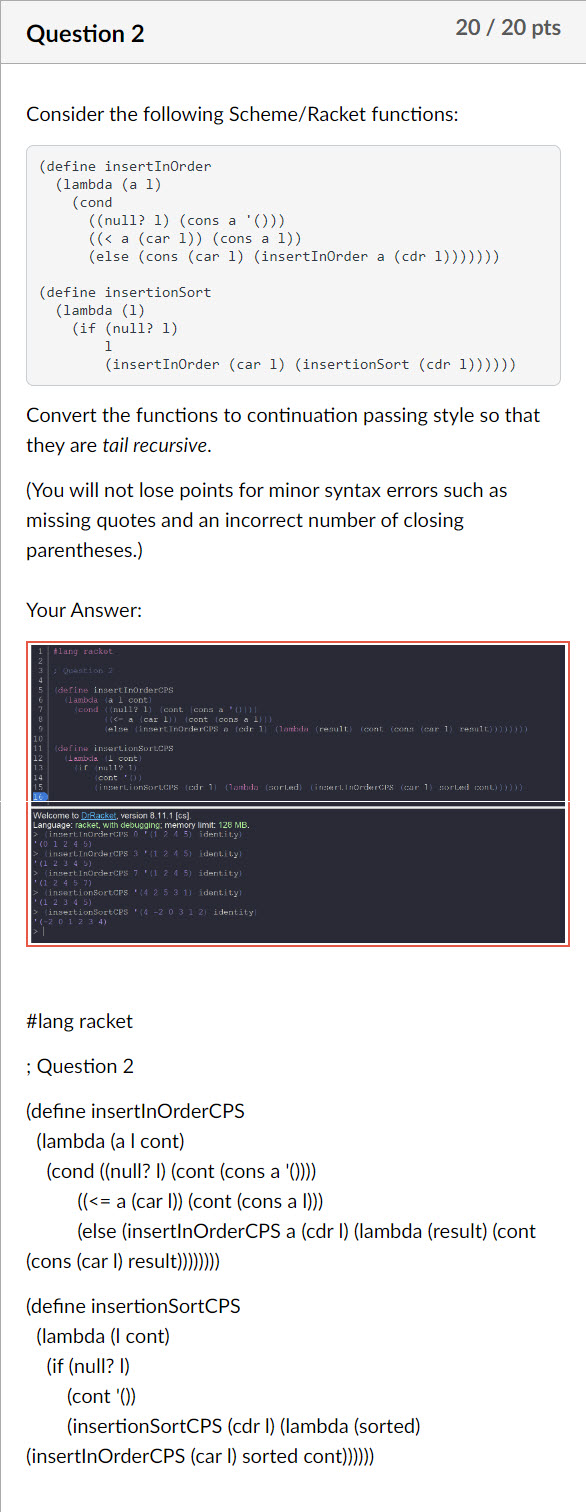 Question 2
20 / 20 pts
Consider the following Scheme/Racket functions:
(define insertInOrder
  (lambda (a l)
    (cond
      ((null? l) (cons a '()))
      ((< a (car l)) (cons a l))
      (else (cons (car l) (insertInOrder a (cdr l)))))))
(define insertionSort
  (lambda (l)
    (if (null? l)
        l
        (insertInOrder (car l) (insertionSort (cdr l))))))
Convert the functions to continuation passing style so that
they are tail recursive.
(You will not lose points for minor syntax errors such as
missing quotes and an incorrect number of closing
parentheses.)
Your Answer:
1 #lang racket
2
3 ; Question 2
4
5 (define insertInOrderCPS
6   (lambda (a l cont)
7     (cond ((null? l) (cont (cons a '())))
8           ((<= a (car l)) (cont (cons a l)))
9           (else (insertInOrderCPS a (cdr l) (lambda (result) (cont (cons (car l) result))))))))
10
11 (define insertionSortCPS
12   (lambda (l cont)
13     (if (null? l)
14         (cont '())
15         (insertionSortCPS (cdr l) (lambda (sorted) (insertInOrderCPS (car l) sorted cont))))))
16
Welcome to DrRacket, version 8.11.1 [cs].
Language: racket, with debugging; memory limit: 128 MB.
> (insertInOrderCPS 0 '(1 2 4 5) identity)
'(0 1 2 4 5)
> (insertInOrderCPS 3 '(1 2 4 5) identity)
'(1 2 3 4 5)
> (insertInOrderCPS 7 '(1 2 4 5) identity)
'(1 2 4 5 7)
> (insertionSortCPS '(4 2 5 3 1) identity)
'(1 2 3 4 5)
> (insertionSortCPS '(4 -2 0 3 1 2) identity)
'(-2 0 1 2 3 4)
>
#lang racket
; Question 2
(define insertInOrderCPS
  (lambda (a l cont)
    (cond ((null? l) (cont (cons a '())))
          ((<= a (car l)) (cont (cons a l)))
          (else (insertInOrderCPS a (cdr l) (lambda (result) (cont
(cons (car l) result))))))))
(define insertionSortCPS
  (lambda (l cont)
    (if (null? l)
        (cont '())
        (insertionSortCPS (cdr l) (lambda (sorted)
(insertInOrderCPS (car l) sorted cont))))))